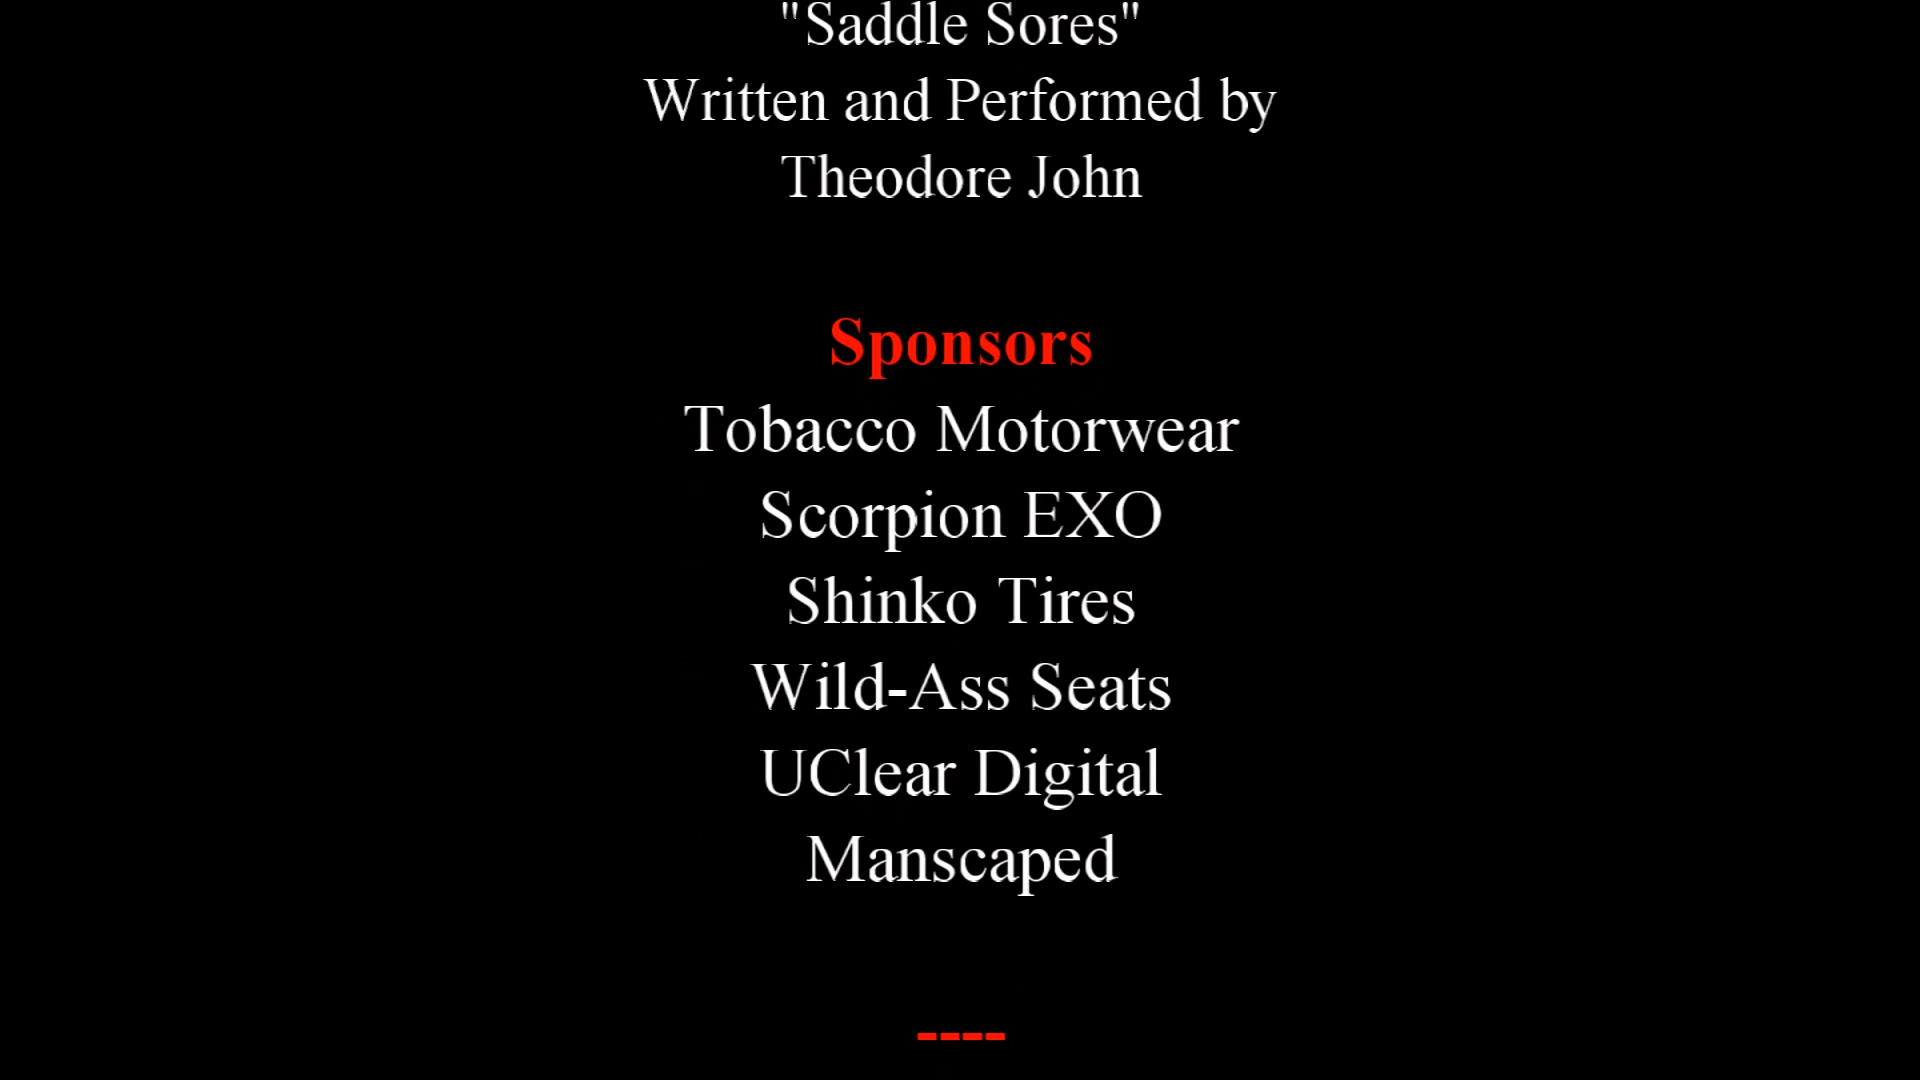 "Saddle Sores"
Written and Performed by
Theodore John
Sponsors
Tobacco Motorwear
Scorpion EXO
Shinko Tires
Wild-Ass Seats
UClear Digital
Manscaped
----